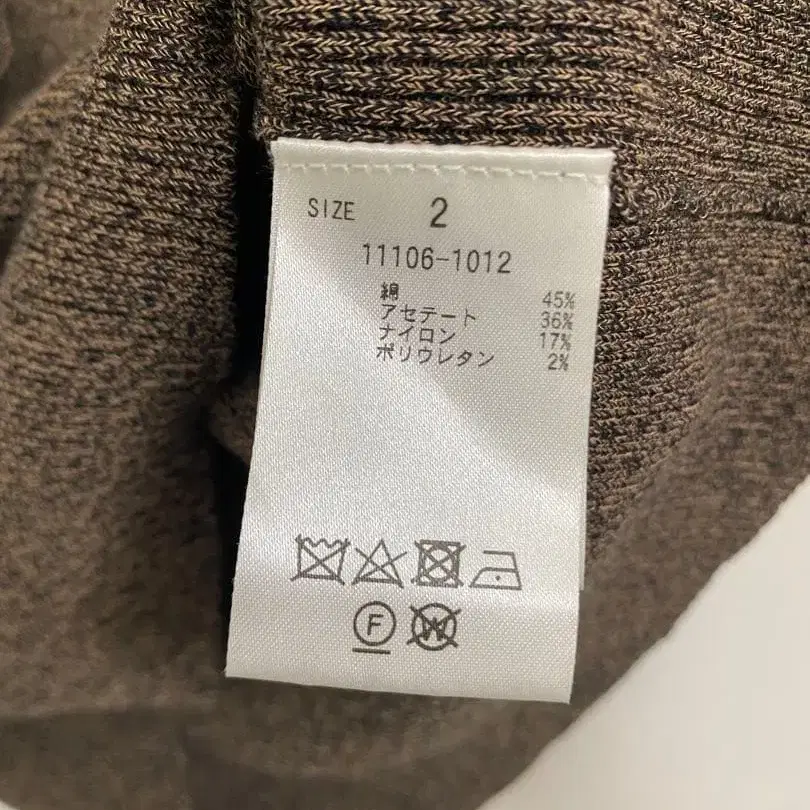 SIZE 2
11106-1012
綿 45%
アセテート 36%
ナイロン 17%
ポリウレタン 2%
F W